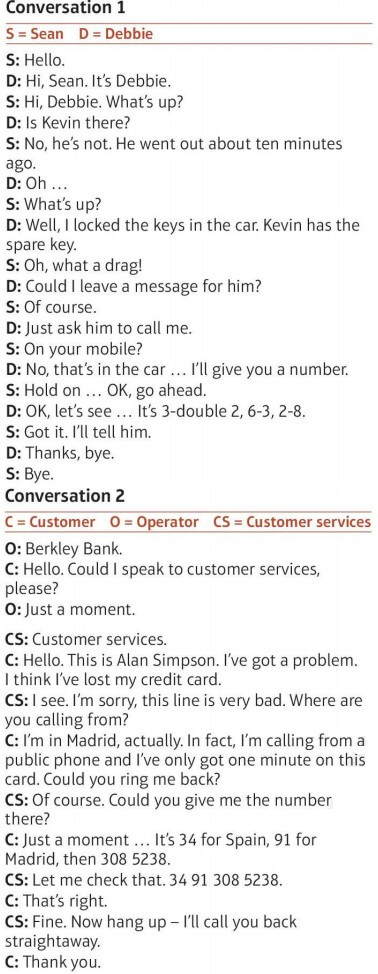 Conversation 1
S = Sean D = Debbie
S: Hello.
D: Hi, Sean. It's Debbie.
S: Hi, Debbie. What's up?
D: Is Kevin there?
S: No, he's not. He went out about ten minutes
ago.
D: Oh …
S: What's up?
D: Well, I locked the keys in the car. Kevin has the
spare key.
S: Oh, what a drag!
D: Could I leave a message for him?
S: Of course.
D: Just ask him to call me.
S: On your mobile?
D: No, that's in the car … I'll give you a number.
S: Hold on … OK, go ahead.
D: OK, let's see … It's 3-double 2, 6-3, 2-8.
S: Got it. I'll tell him.
D: Thanks, bye.
S: Bye.
Conversation 2
C = Customer O = Operator CS = Customer services
O: Berkley Bank.
C: Hello. Could I speak to customer services,
please?
O: Just a moment.
CS: Customer services.
C: Hello. This is Alan Simpson. I've got a problem.
I think I've lost my credit card.
CS: I see. I'm sorry, this line is very bad. Where are
you calling from?
C: I'm in Madrid, actually. In fact, I'm calling from a
public phone and I've only got one minute on this
card. Could you ring me back?
CS: Of course. Could you give me the number
there?
C: Just a moment … It's 34 for Spain, 91 for
Madrid, then 308 5238.
CS: Let me check that. 34 91 308 5238.
C: That's right.
CS: Fine. Now hang up – I'll call you back
straightaway.
C: Thank you.